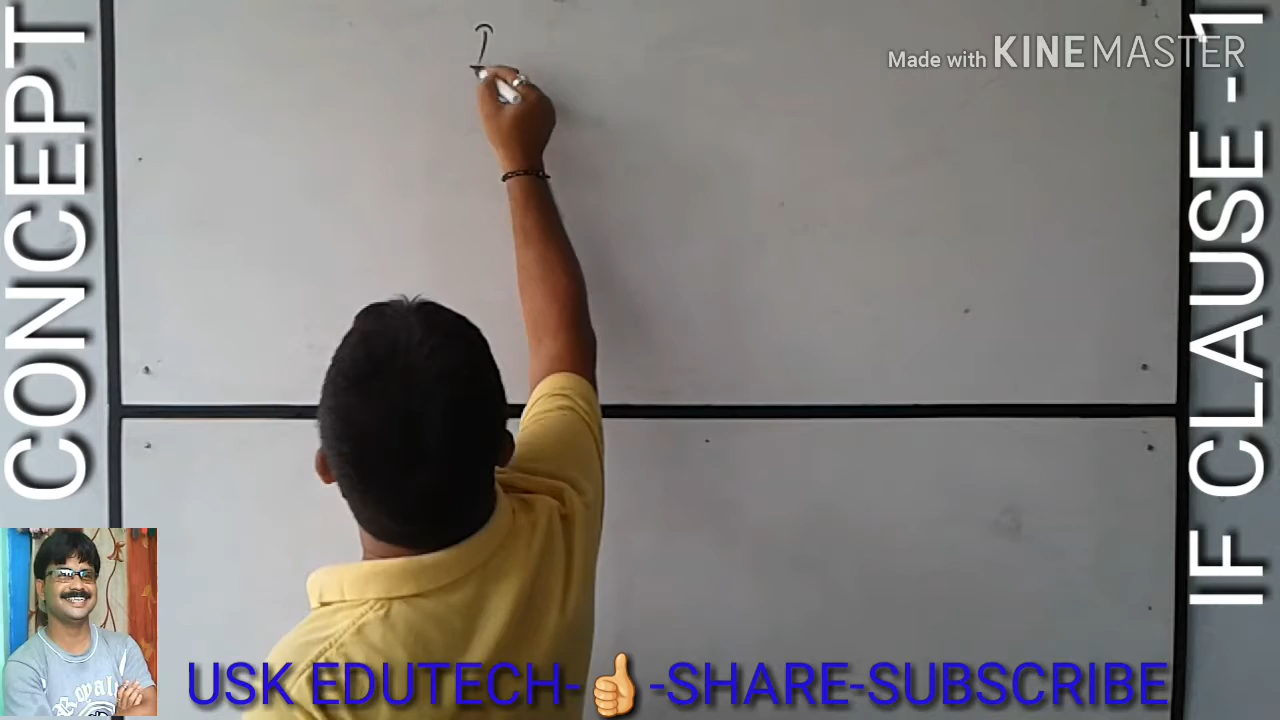 CONCEPT
Made with KINEMASTER
IF CLAUSE - 1
I
USK EDUTECH-👍-SHARE-SUBSCRIBE